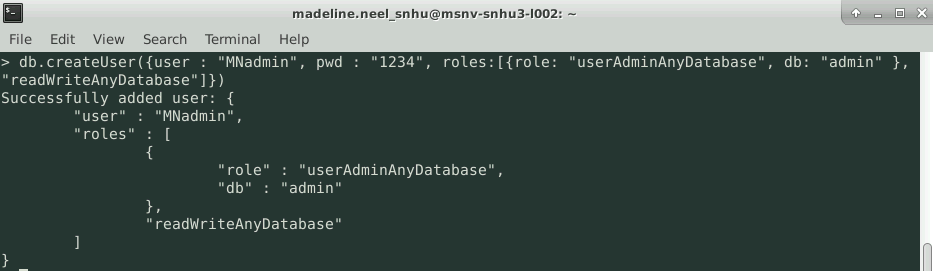 madeline.neel_snhu@msnv-snhu3-l002: ~
File Edit View Search Terminal Help
> db.createUser({user : "MNadmin", pwd : "1234", roles:[{role: "userAdminAnyDatabase", db: "admin" },
"readWriteAnyDatabase"]})
Successfully added user: {
        "user" : "MNadmin",
        "roles" : [
                {
                        "role" : "userAdminAnyDatabase",
                        "db" : "admin"
                },
                "readWriteAnyDatabase"
        ]
}